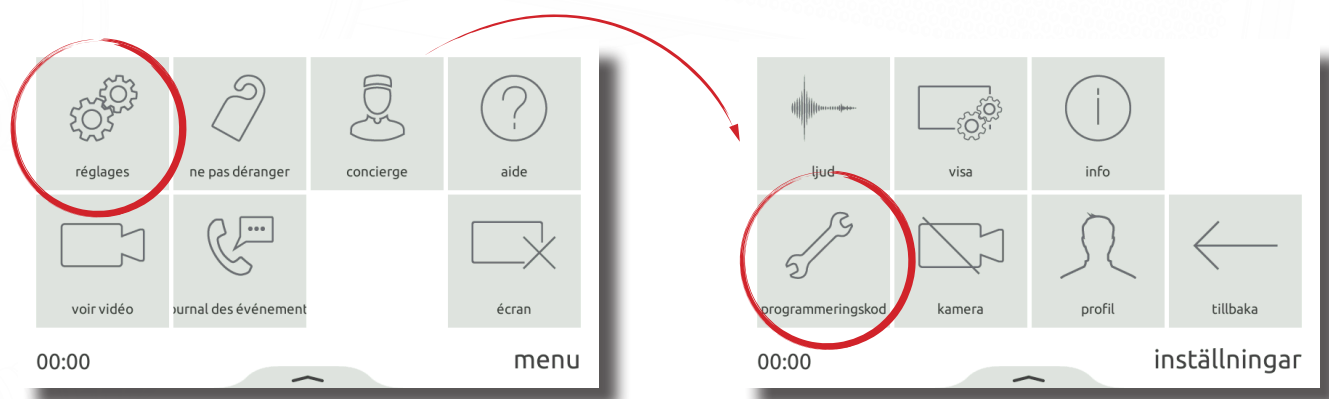 réglages
ne pas déranger
concierge
aide
voir vidéo
ournal des événement
écran
00:00
menu
ljud
visa
info
programmeringskod
kamera
profil
tillbaka
00:00
inställningar